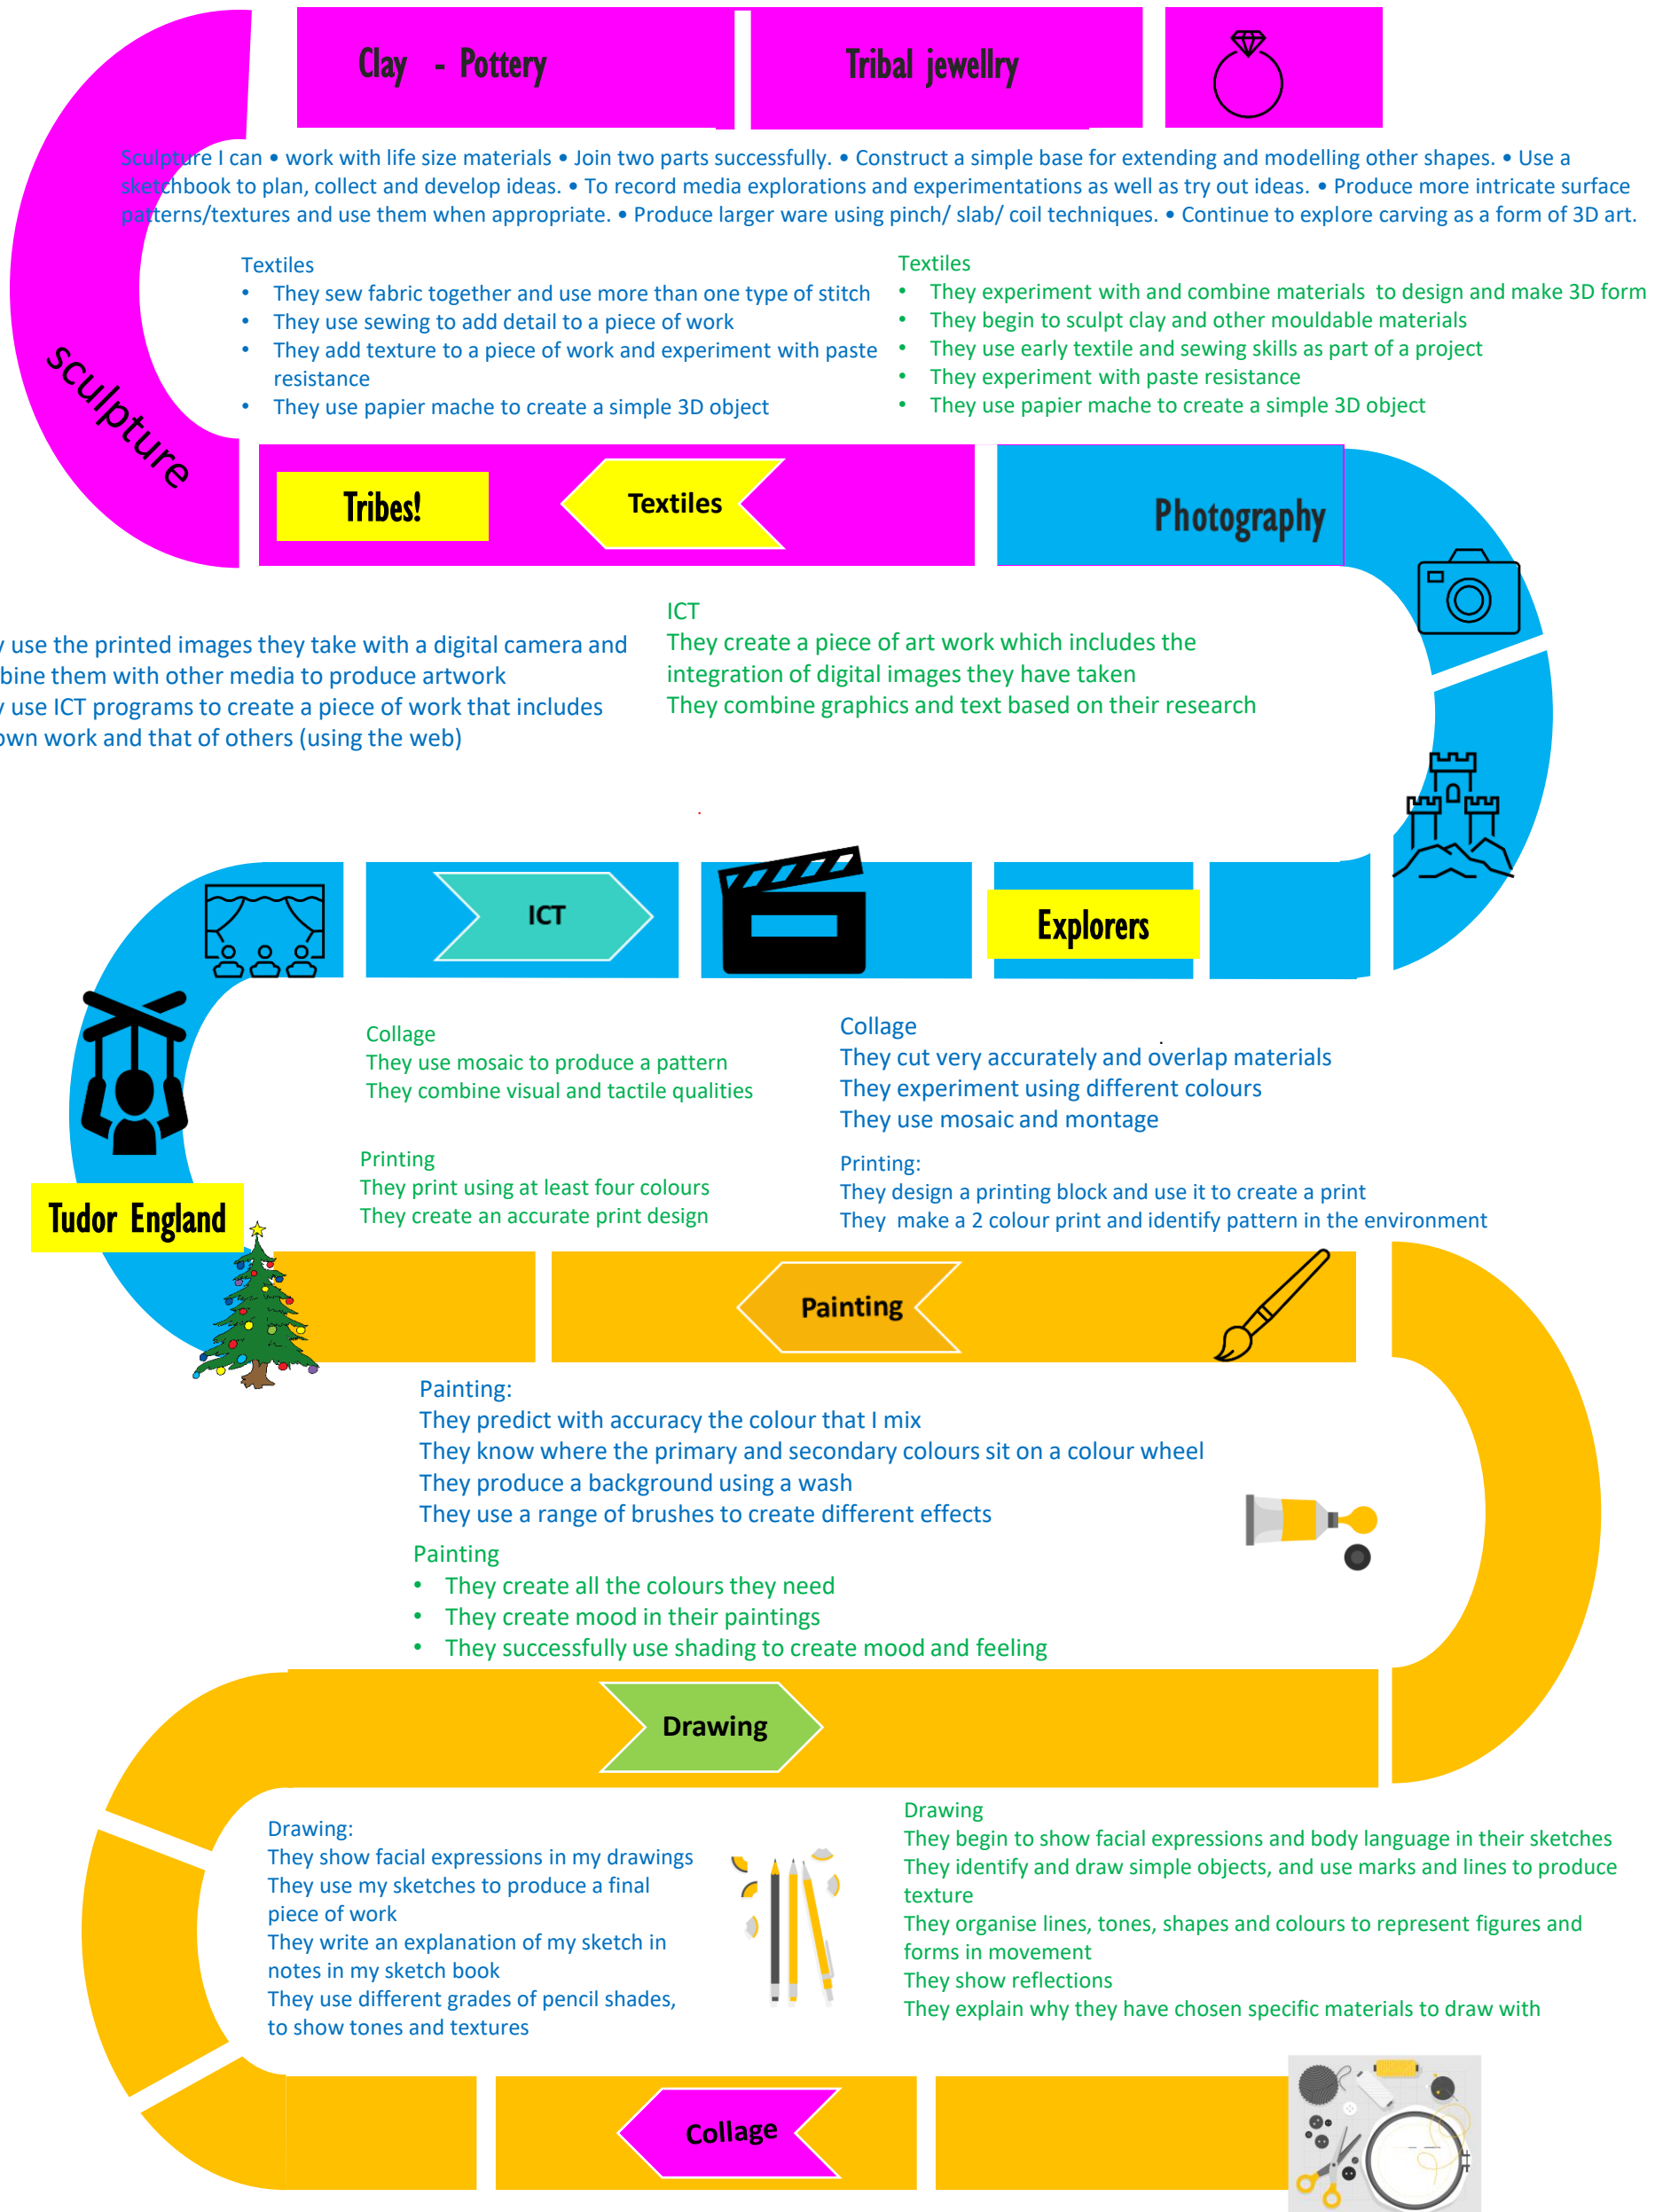 Clay - Pottery
Tribal jewellry
Sculpture I can • work with life size materials • Join two parts successfully. • Construct a simple base for extending and modelling other shapes. • Use a
sketchbook to plan, collect and develop ideas. • To record media explorations and experimentations as well as try out ideas. • Produce more intricate surface
patterns/textures and use them when appropriate. • Produce larger ware using pinch/ slab/ coil techniques. • Continue to explore carving as a form of 3D art.
Textiles
• They sew fabric together and use more than one type of stitch
• They use sewing to add detail to a piece of work
• They add texture to a piece of work and experiment with paste
resistance
• They use papier mache to create a simple 3D object
Textiles
• They experiment with and combine materials to design and make 3D form
• They begin to sculpt clay and other mouldable materials
• They use early textile and sewing skills as part of a project
• They experiment with paste resistance
• They use papier mache to create a simple 3D object
sculpture
Tribes!
Textiles
Photography
y use the printed images they take with a digital camera and
bine them with other media to produce artwork
y use ICT programs to create a piece of work that includes
own work and that of others (using the web)
ICT
They create a piece of art work which includes the
integration of digital images they have taken
They combine graphics and text based on their research
ICT
Explorers
Collage
They use mosaic to produce a pattern
They combine visual and tactile qualities
Collage
They cut very accurately and overlap materials
They experiment using different colours
They use mosaic and montage
Printing
They print using at least four colours
They create an accurate print design
Printing:
They design a printing block and use it to create a print
They make a 2 colour print and identify pattern in the environment
Tudor England
Painting
Painting:
They predict with accuracy the colour that I mix
They know where the primary and secondary colours sit on a colour wheel
They produce a background using a wash
They use a range of brushes to create different effects
Painting
• They create all the colours they need
• They create mood in their paintings
• They successfully use shading to create mood and feeling
Drawing
Drawing:
They show facial expressions in my drawings
They use my sketches to produce a final
piece of work
They write an explanation of my sketch in
notes in my sketch book
They use different grades of pencil shades,
to show tones and textures
Drawing
They begin to show facial expressions and body language in their sketches
They identify and draw simple objects, and use marks and lines to produce
texture
They organise lines, tones, shapes and colours to represent figures and
forms in movement
They show reflections
They explain why they have chosen specific materials to draw with
Collage